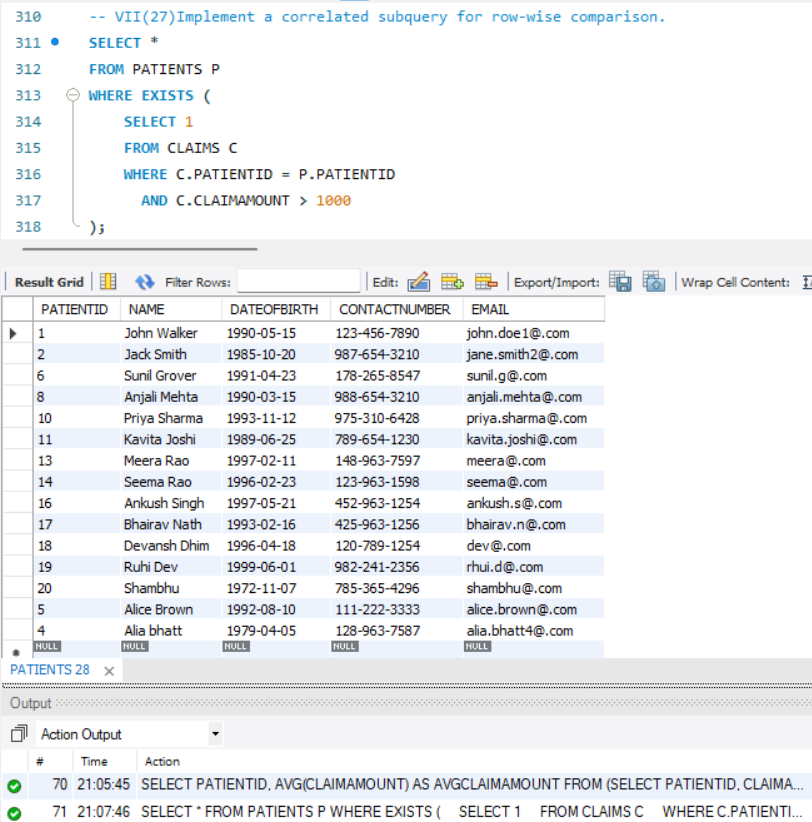 310 -- VII(27)Implement a correlated subquery for row-wise comparison.
311 SELECT *
312 FROM PATIENTS P
313 WHERE EXISTS (
314 SELECT 1
315 FROM CLAIMS C
316 WHERE C.PATIENTID = P.PATIENTID
317 AND C.CLAIMAMOUNT > 1000
318 );
Result Grid Filter Rows: Edit: Export/Import: Wrap Cell Content:
PATIENTID NAME DATEOFBIRTH CONTACTNUMBER EMAIL
1 John Walker 1990-05-15 123-456-7890 john.doe1@.com
2 Jack Smith 1985-10-20 987-654-3210 jane.smith2@.com
6 Sunil Grover 1991-04-23 178-265-8547 sunil.g@.com
8 Anjali Mehta 1990-03-15 988-654-3210 anjali.mehta@.com
10 Priya Sharma 1993-11-12 975-310-6428 priya.sharma@.com
11 Kavita Joshi 1989-06-25 789-654-1230 kavita.joshi@.com
13 Meera Rao 1997-02-11 148-963-7597 meera@.com
14 Seema Rao 1996-02-23 123-963-1598 seema@.com
16 Ankush Singh 1997-05-21 452-963-1254 ankush.s@.com
17 Bhairav Nath 1993-02-16 425-963-1256 bhairav.n@.com
18 Devansh Dhim 1996-04-18 120-789-1254 dev@.com
19 Ruhi Dev 1999-06-01 982-241-2356 rhui.d@.com
20 Shambhu 1972-11-07 785-365-4296 shambhu@.com
5 Alice Brown 1992-08-10 111-222-3333 alice.brown@.com
4 Alia bhatt 1979-04-05 128-963-7587 alia.bhatt4@.com
NULL NULL NULL NULL NULL
PATIENTS 28
Output
Action Output
# Time Action
70 21:05:45 SELECT PATIENTID, AVG(CLAIMAMOUNT) AS AVGCLAIMAMOUNT FROM (SELECT PATIENTID, CLAIMA...
71 21:07:46 SELECT * FROM PATIENTS P WHERE EXISTS ( SELECT 1 FROM CLAIMS C WHERE C.PATIENTI...